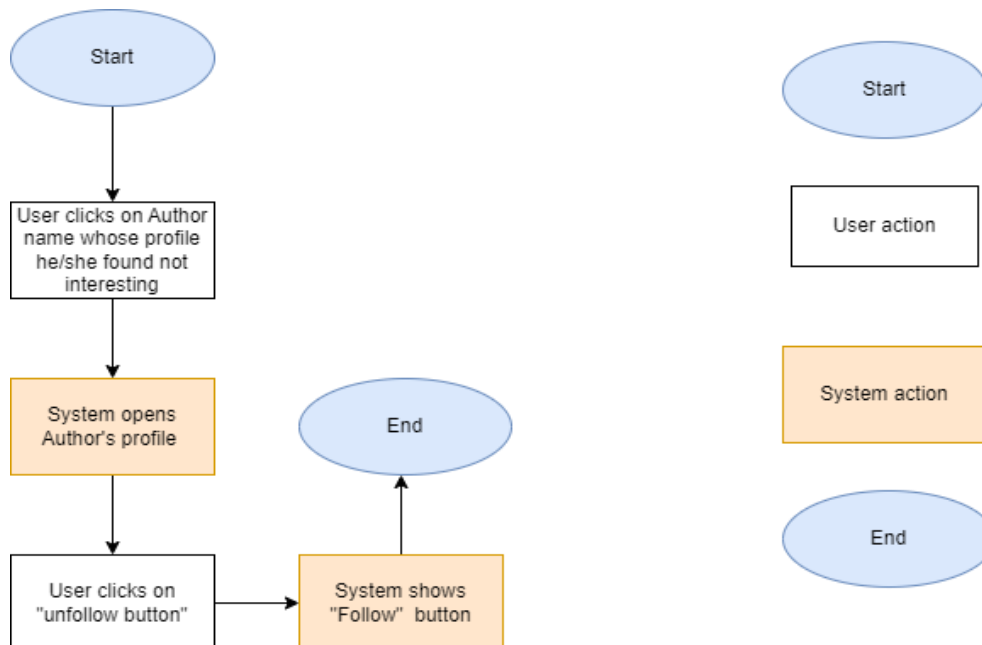 Start
User clicks on Author
name whose profile
he/she found not
interesting
System opens
Author's profile
User clicks on
"unfollow button"
System shows
"Follow" button
End
Start
User action
System action
End